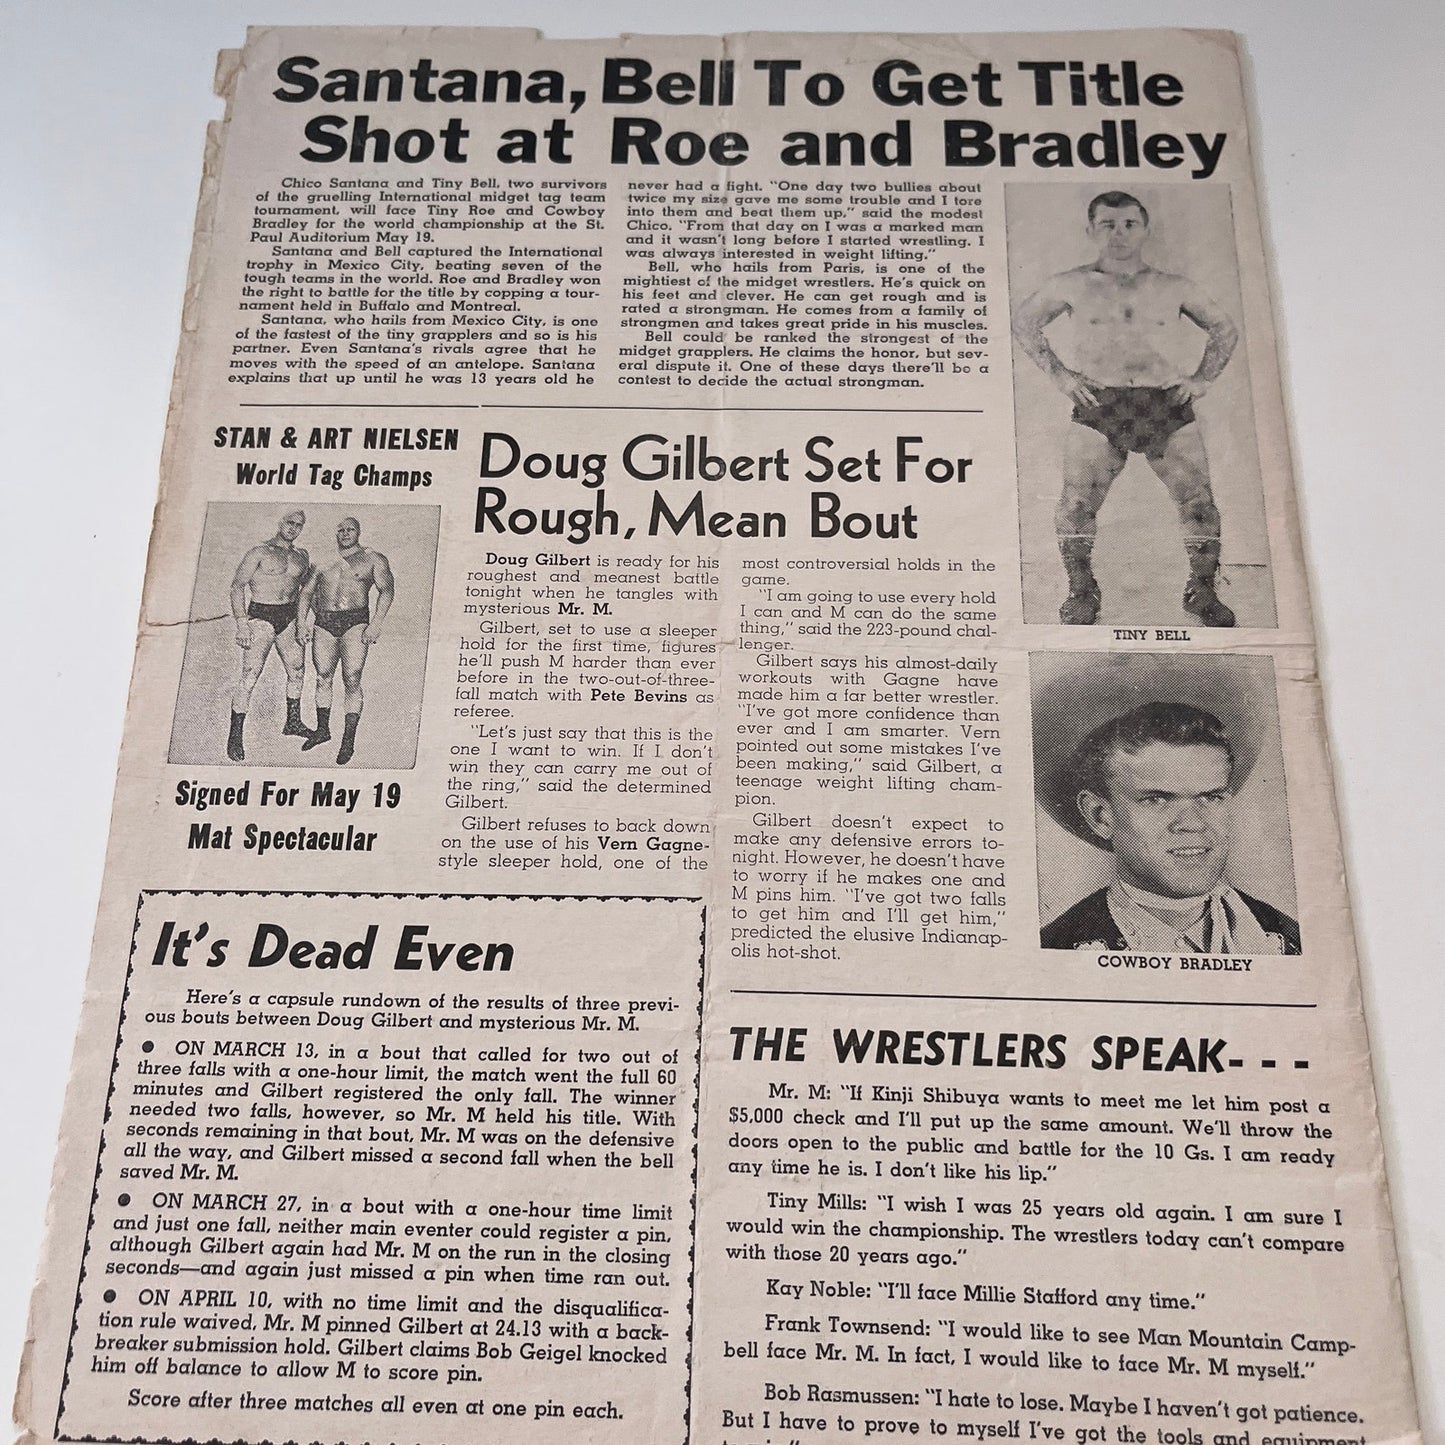 Santana, Bell To Get Title
Shot at Roe and Bradley
Chico Santana and Tiny Bell, two survivors
of the gruelling International midget tag team
tournament, will face Tiny Roe and Cowboy
Bradley for the world championship at the St.
Paul Auditorium May 19.
Santana and Bell captured the International
trophy in Mexico City, beating seven of the
tough teams in the world. Roe and Bradley won
the right to battle for the title by copping a tour-
nament held in Buffalo and Montreal.
Santana, who hails from Mexico City, is one
of the fastest of the tiny grapplers and so is his
partner. Even Santana's rivals agree that he
moves with the speed of an antelope. Santana
explains that up until he was 13 years old he
never had a fight. "One day two bullies about
twice my size gave me some trouble and I tore
into them and beat them up," said the modest
Chico. "From that day on I was a marked man
and it wasn't long before I started wrestling. I
was always interested in weight lifting."
Bell, who hails from Paris, is one of the
mightiest of the midget wrestlers. He's quick on
his feet and clever. He can get rough and is
rated a strongman. He comes from a family of
strongmen and takes great pride in his muscles.
Bell could be ranked the strongest of the
midget grapplers. He claims the honor, but sev-
eral dispute it. One of these days there'll be a
contest to decide the actual strongman.
TINY BELL
STAN & ART NIELSEN
World Tag Champs
Signed For May 19
Mat Spectacular
Doug Gilbert Set For
Rough, Mean Bout
Doug Gilbert is ready for his
roughest and meanest battle
tonight when he tangles with
mysterious Mr. M.
Gilbert, set to use a sleeper
hold for the first time, figures
he'll push M harder than ever
before in the two-out-of-three-
fall match with Pete Bevins as
referee.
"Let's just say that this is the
one I want to win. If I don't
win they can carry me out of
the ring," said the determined
Gilbert.
Gilbert refuses to back down
on the use of his Vern Gagne-
style sleeper hold, one of the
most controversial holds in the
game.
"I am going to use every hold
I can and M can do the same
thing," said the 223-pound chal-
lenger.
Gilbert says his almost-daily
workouts with Gagne have
made him a far better wrestler.
"I've got more confidence than
ever and I am smarter. Vern
pointed out some mistakes I've
been making," said Gilbert, a
teenage weight lifting cham-
pion.
Gilbert doesn't expect to
make any defensive errors to-
night. However, he doesn't have
to worry if he makes one and
M pins him. "I've got two falls
to get him and I'll get him,"
predicted the elusive Indianap-
olis hot-shot.
COWBOY BRADLEY
It's Dead Even
Here's a capsule rundown of the results of three previ-
ous bouts between Doug Gilbert and mysterious Mr. M.
● ON MARCH 13, in a bout that called for two out of
three falls with a one-hour limit, the match went the full 60
minutes and Gilbert registered the only fall. The winner
needed two falls, however, so Mr. M held his title. With
seconds remaining in that bout, Mr. M was on the defensive
all the way, and Gilbert missed a second fall when the bell
saved Mr. M.
● ON MARCH 27, in a bout with a one-hour time limit
and just one fall, neither main eventer could register a pin,
although Gilbert again had Mr. M on the run in the closing
seconds—and again just missed a pin when time ran out.
● ON APRIL 10, with no time limit and the disqualifica-
tion rule waived, Mr. M pinned Gilbert at 24.13 with a back-
breaker submission hold. Gilbert claims Bob Geigel knocked
him off balance to allow M to score pin.
Score after three matches all even at one pin each.
THE WRESTLERS SPEAK- - -
Mr. M: "If Kinji Shibuya wants to meet me let him post a
$5,000 check and I'll put up the same amount. We'll throw the
doors open to the public and battle for the 10 Gs. I am ready
any time he is. I don't like his lip."
Tiny Mills: "I wish I was 25 years old again. I am sure I
would win the championship. The wrestlers today can't compare
with those 20 years ago."
Kay Noble: "I'll face Millie Stafford any time."
Frank Townsend: "I would like to see Man Mountain Camp-
bell face Mr. M. In fact, I would like to face Mr. M myself."
Bob Rasmussen: "I hate to lose. Maybe I haven't got patience.
But I have to prove to myself I've got the tools and equipment